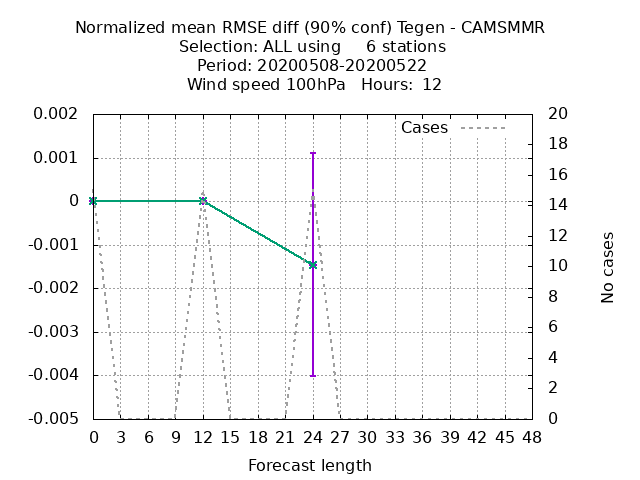 Normalized mean RMSE diff (90% conf) Tegen - CAMSMMR
Selection: ALL using     6 stations
Period: 20200508-20200522
Wind speed 100hPa   Hours:  12
Cases
0.002
0.001
0
-0.001
-0.002
-0.003
-0.004
-0.005
20
18
16
14
12
10
8
6
4
2
0
No cases
0 3 6 9 12 15 18 21 24 27 30 33 36 39 42 45 48
Forecast length